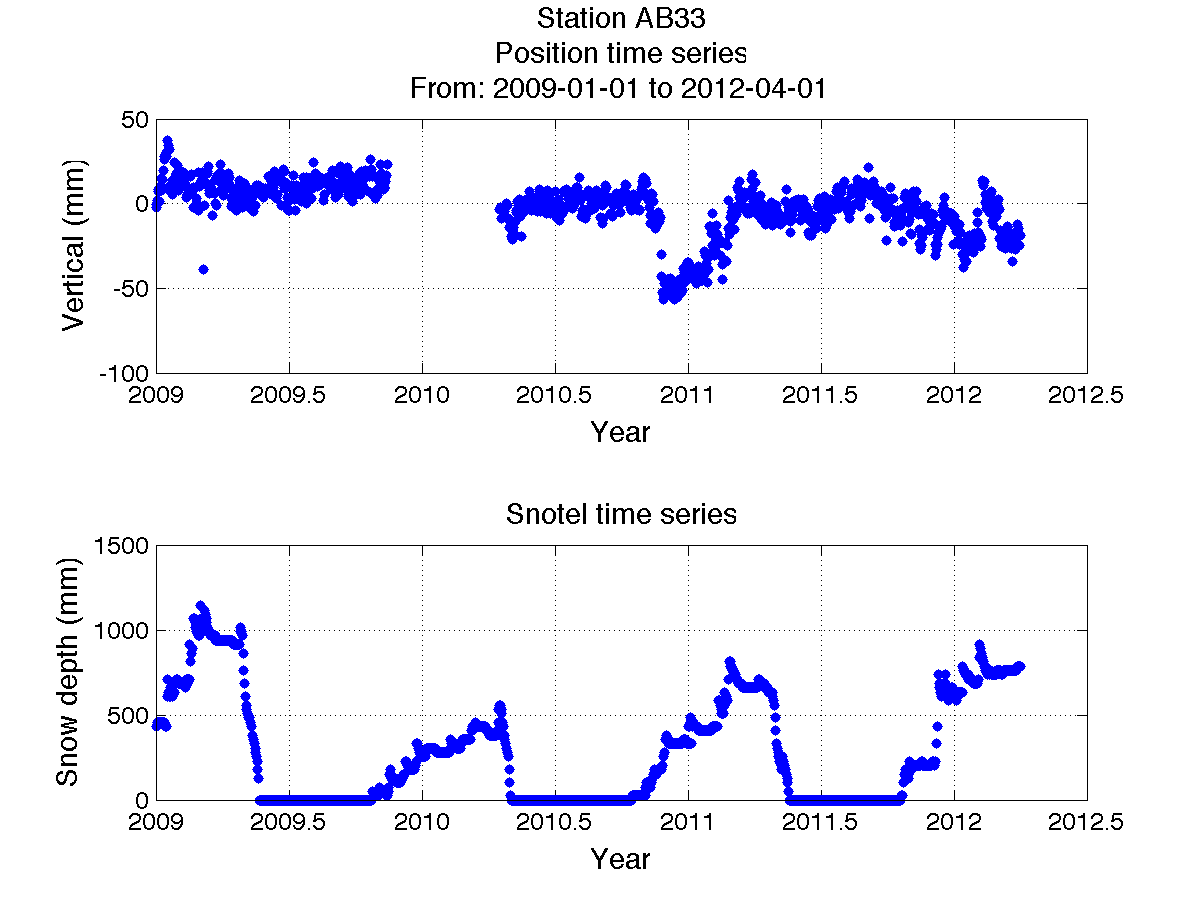 Station AB33
Position time series
From: 2009-01-01 to 2012-04-01
50
0
-50
-100
Vertical (mm)
2009 2009.5 2010 2010.5 2011 2011.5 2012 2012.5
Year
Snotel time series
1500
1000
500
0
Snow depth (mm)
2009 2009.5 2010 2010.5 2011 2011.5 2012 2012.5
Year